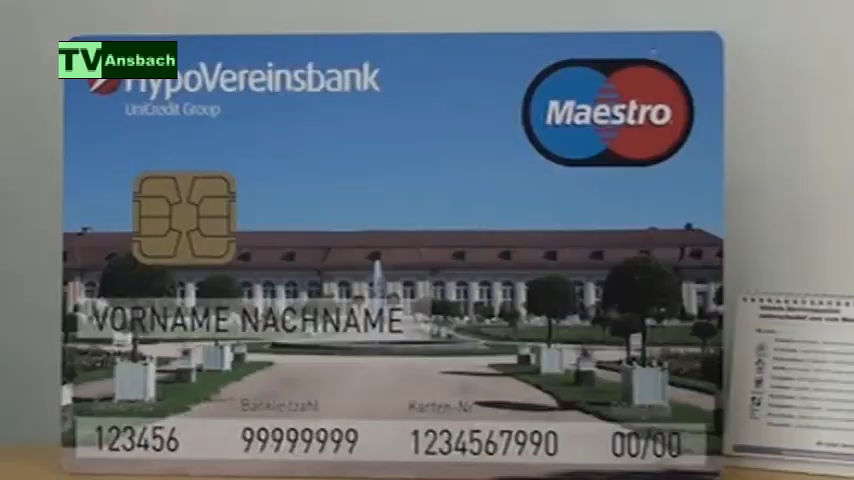 TV Ansbach
HypoVereinsbank
UniCredit Group
Maestro
VORNAME NACHNAME
Bankleitzahl Karten-Nr.
123456 99999999 1234567990 00/00